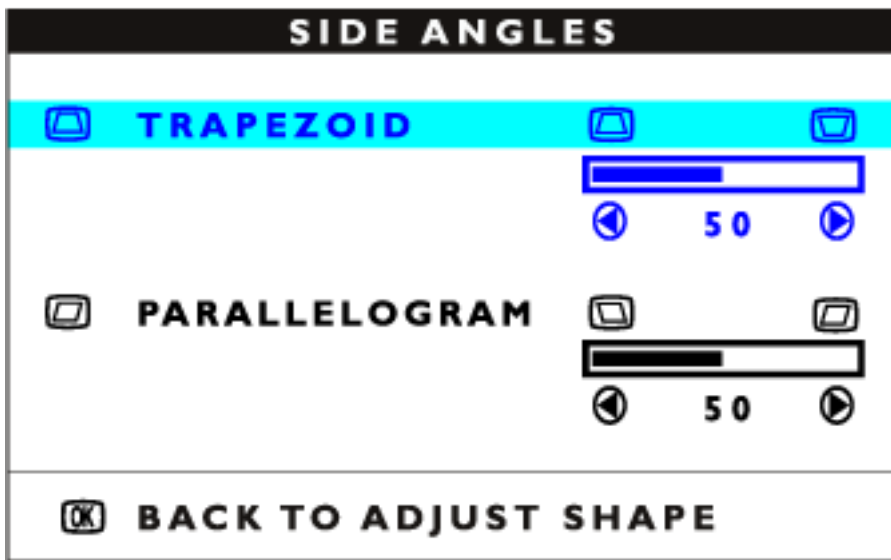 SIDE ANGLES
TRAPEZOID
50
PARALLELOGRAM
50
OK BACK TO ADJUST SHAPE